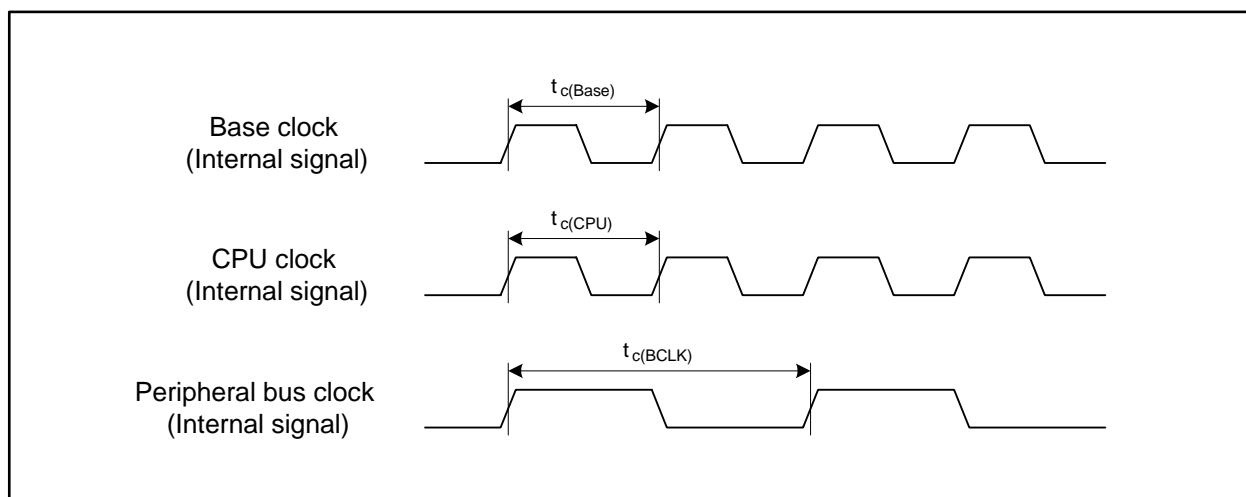 t c(Base)
Base clock
(Internal signal)
t c(CPU)
CPU clock
(Internal signal)
t c(BCLK)
Peripheral bus clock
(Internal signal)